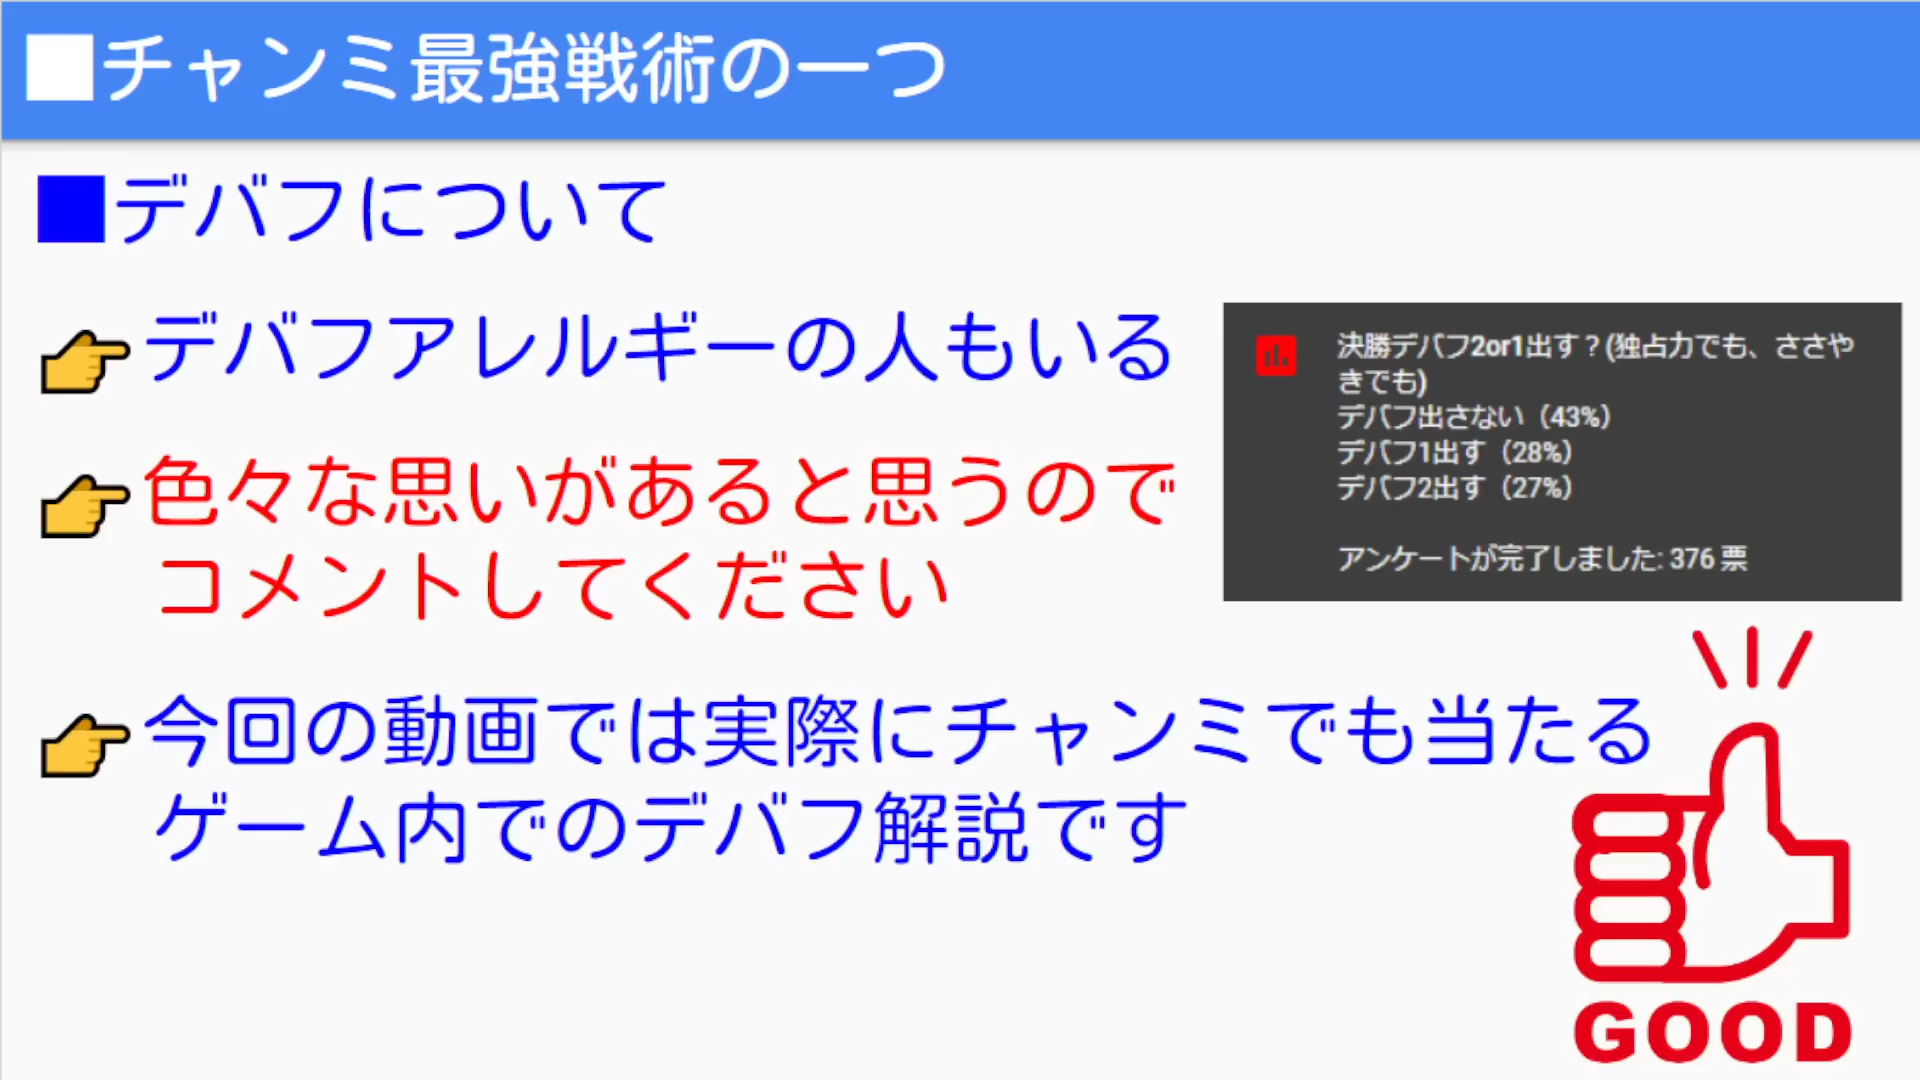 ■チャンミ最強戦術の一つ
■デバフについて
👉デバフアレルギーの人もいる
👉色々な思いがあると思うので
コメントしてください
👉今回の動画では実際にチャンミでも当たる
ゲーム内でのデバフ解説です
決勝デバフ2or1出す？(独占力でも、ささや
きでも)
デバフ出さない（43%）
デバフ1出す（28%）
デバフ2出す（27%）
アンケートが完了しました: 376 票
GOOD